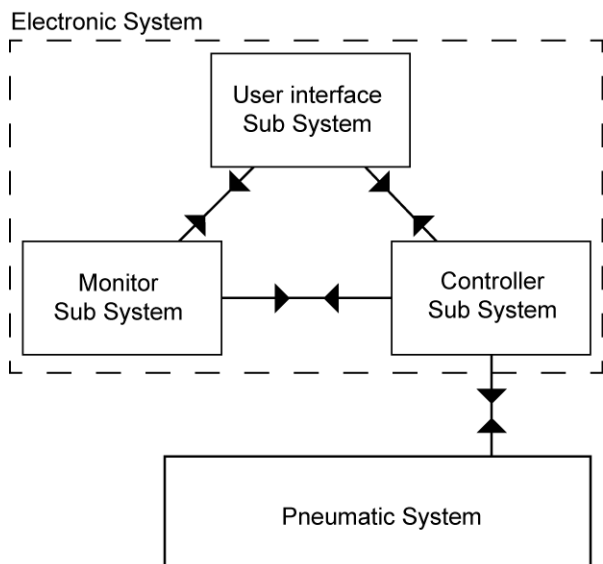 Electronic System
User interface
Sub System
Monitor
Sub System
Controller
Sub System
Pneumatic System